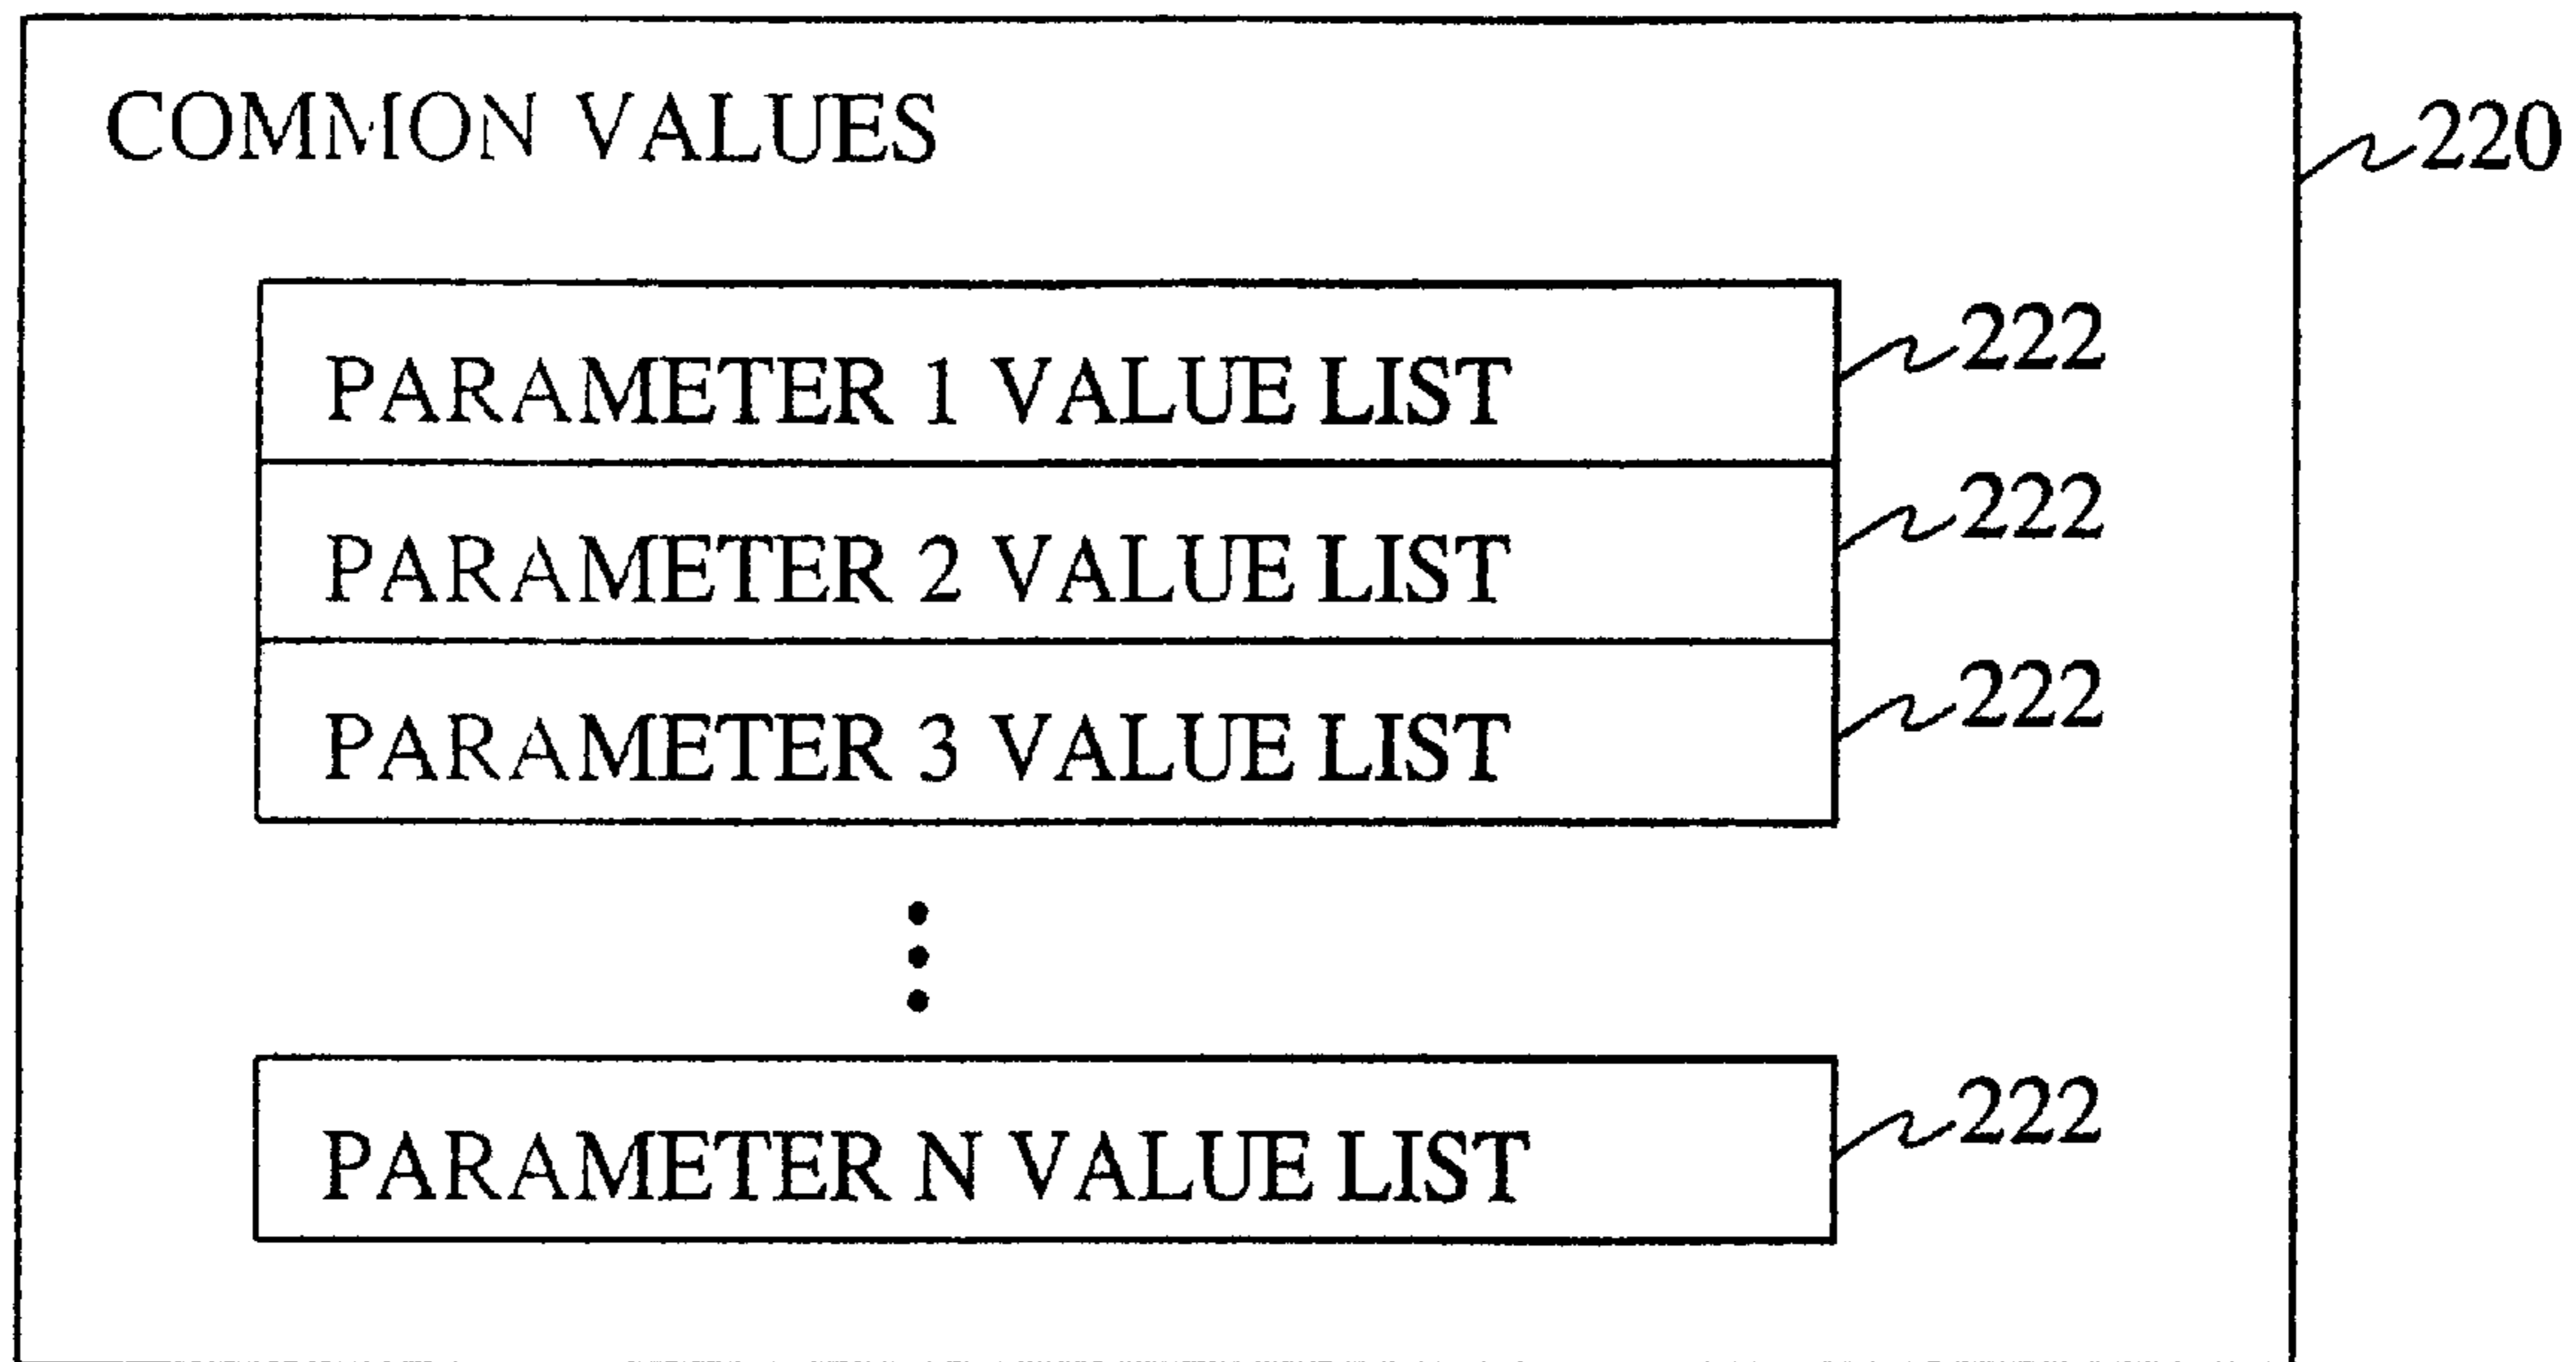 COMMON VALUES
220
PARAMETER 1 VALUE LIST
222
PARAMETER 2 VALUE LIST
222
PARAMETER 3 VALUE LIST
222
PARAMETER N VALUE LIST
222